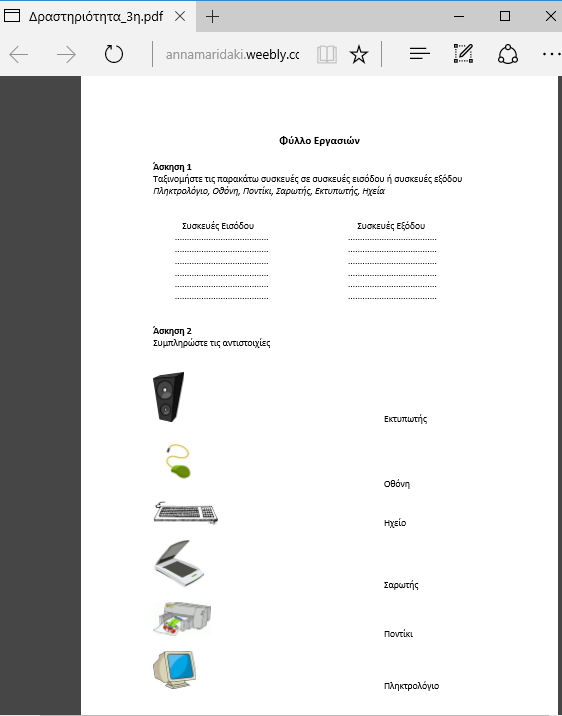 Δραστηριότητα_3η.pdf
annamaridaki.weebly.cc
Φύλλο Εργασιών
Άσκηση 1
Ταξινομήστε τις παρακάτω συσκευές σε συσκευές εισόδου ή συσκευές εξόδου
Πληκτρολόγιο, Οθόνη, Ποντίκι, Σαρωτής, Εκτυπωτής, Ηχεία
Συσκευές Εισόδου Συσκευές Εξόδου
Άσκηση 2
Συμπληρώστε τις αντιστοιχίες
Εκτυπωτής
Οθόνη
Ηχείο
Σαρωτής
Ποντίκι
Πληκτρολόγιο